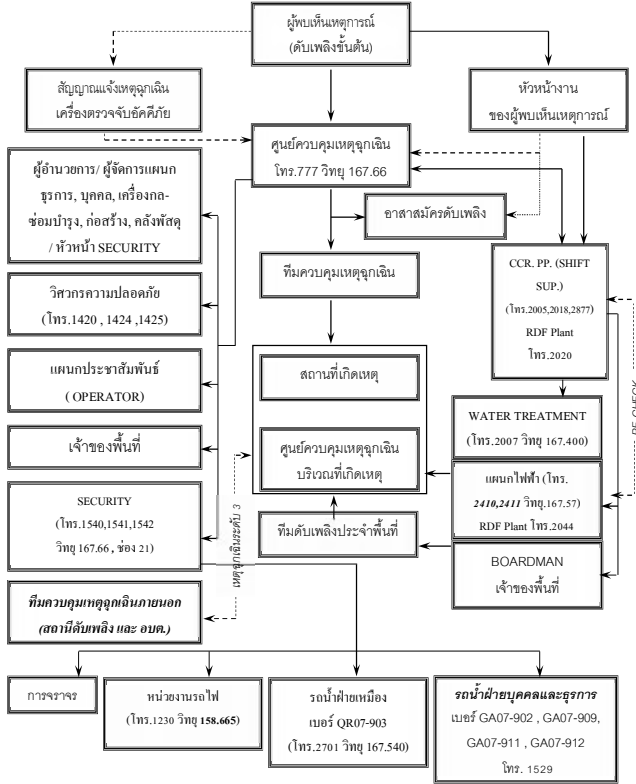 ผู้พบเห็นเหตุการณ์
(ดับเพลิงขั้นต้น)
สัญญาณแจ้งเหตุฉุกเฉิน
เครื่องตรวจจับอัคคีภัย
หัวหน้างาน
ของผู้พบเห็นเหตุการณ์
ศูนย์ควบคุมเหตุฉุกเฉิน
โทร.777 วิทยุ 167.66
ผู้อำนวยการ/ ผู้จัดการแผนก
ธุรการ, บุคคล, เครื่องกล-
ซ่อมบำรุง, ก่อสร้าง, คลังพัสดุ
/ หัวหน้า SECURITY
อาสาสมัครดับเพลิง
ทีมควบคุมเหตุฉุกเฉิน
CCR. PP. (SHIFT
SUP.)
(โทร.2005,2018,2877)
RDF Plant
โทร.2020
วิศวกรความปลอดภัย
(โทร.1420 , 1424 ,1425)
สถานที่เกิดเหตุ
แผนกประชาสัมพันธ์
( OPERATOR)
RE-CHECK
WATER TREATMENT
(โทร.2007 วิทยุ 167.400)
เจ้าของพื้นที่
ศูนย์ควบคุมเหตุฉุกเฉิน
บริเวณที่เกิดเหตุ
แผนกไฟฟ้า (โทร.
2410,2411 วิทยุ.167.57)
RDF Plant โทร.2044
SECURITY
(โทร.1540,1541,1542
วิทยุ 167.66 , ช่อง 21)
เหตุฉุกเฉินระดับ 3
ทีมดับเพลิงประจำพื้นที่
BOARDMAN
เจ้าของพื้นที่
ทีมควบคุมเหตุฉุกเฉินภายนอก
(สถานีดับเพลิง และ อบต.)
การจราจร
หน่วยงานรถไฟ
(โทร.1230 วิทยุ 158.665)
รถน้ำฝ่ายเหมือง
เบอร์ QR07-903
(โทร.2701 วิทยุ 167.540)
รถน้ำฝ่ายบุคคลและธุรการ
เบอร์ GA07-902 , GA07-909,
GA07-911 , GA07-912
โทร. 1529